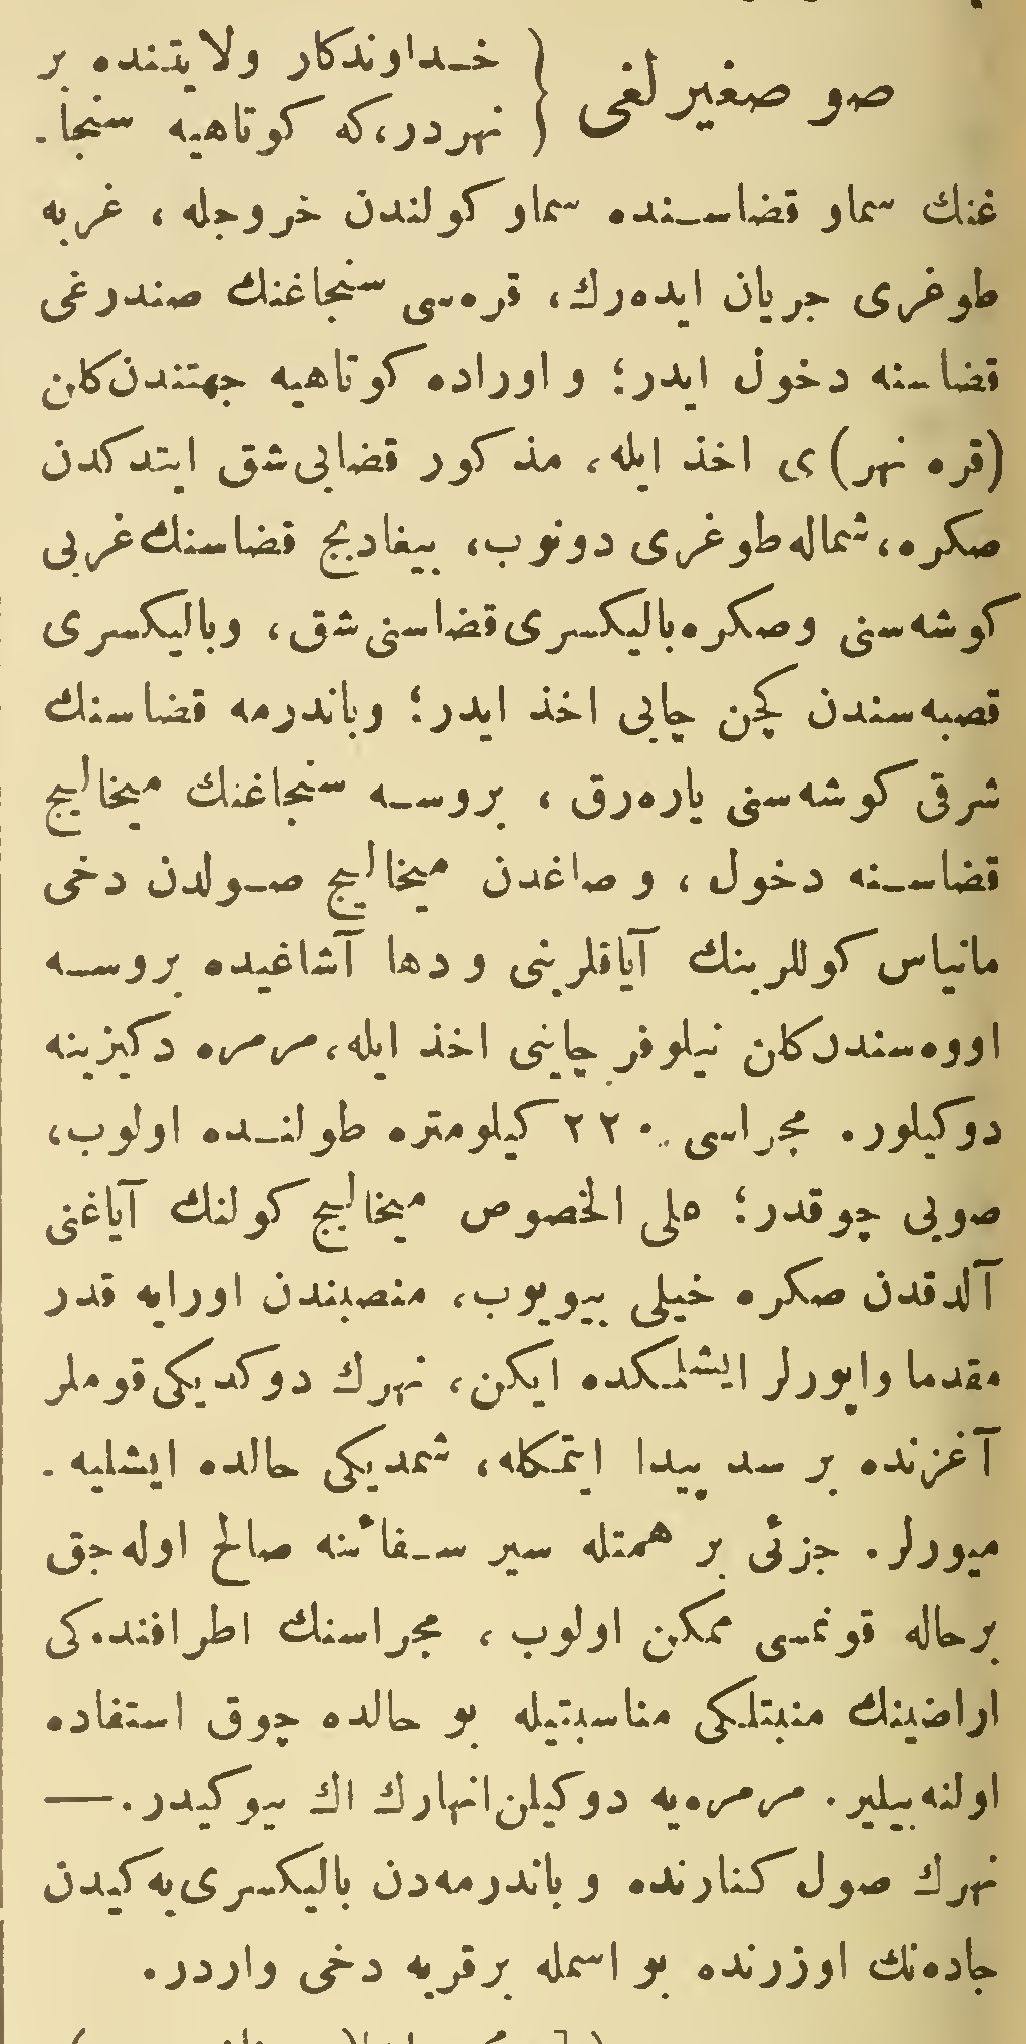 صو صغیرلغی { خداوندکار ولایتنده بر
نهردر، که کوتاهیه سنجا-
غنك سماو قضاسنده سماو کولندن خروجله ، غربه
طوغری جریان ایده‌رك، قره‌سی سنجاغنك صندرغی
قضاسنه دخول ایدر؛ و اوراده کوتاهیه جهتندن کلن
(قره نهر)ی اخذ ایله، مذکور قضایی شق ایتدکدن
صکره، شماله طوغری دونوب، بیغادیج قضاسنك غربی
کوشه‌سنی وصکره بالیکسری قضاسنی شق، وبالیکسری
قصبه‌سندن کچن چایی اخذ ایدر؛ وباندرمه قضاسنك
شرقی کوشه‌سنی یاره‌رق ، بروسه سنجاغنك میخالیج
قضاسنه دخول ، و صاغدن میخالیج صولدن دخی
مانیاس کوللرینك آیاقلرینی و دها آشاغیده بروسه
اووه‌سندن کلن نیلوفر چاینی اخذ ایله، مرمره دکیزینه
دوکیلور. مجراسی ٢٢٠ کیلومتره طولنده اولوب،
صویی چوقدر؛ علی الخصوص میخالیج کولنك آیاغنی
آلدقدن صکره خیلی بیویوب، منصبندن اورایه قدر
مقدما واپورلر ایشلمکده ایکن، نهرك دوکدیکی قوملر
آغزنده بر سد پیدا ایتمکله، شمدیکی حالده ایشلیه-
میورلر. جزئی بر همتله سیر سفائنه صالح اوله‌جق
برحاله قونمسی ممکن اولوب ، مجراسنك اطرافنده‌کی
اراضینك منبتلکی مناسبتیله بو حالده چوق استفاده
اولنه‌بیلیر. مرمره‌یه دوکیلن انهارك اك بیوکیدر. —
نهرك صول کنارنده و باندرمه‌دن بالیکسری‌یه کیدن
جاده‌نك اوزرنده بو اسمله برقریه دخی واردر.